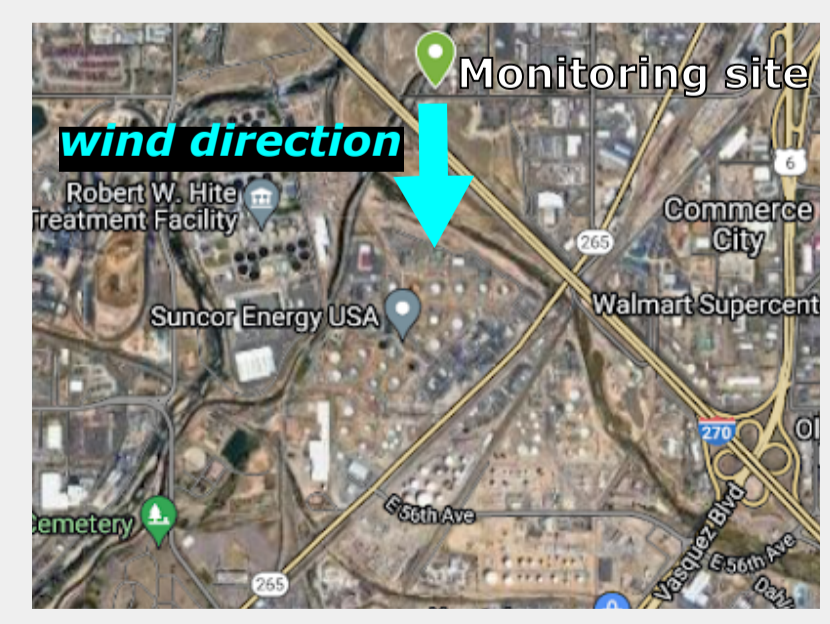 Monitoring site
wind direction
6
Robert W. Hite
Treatment Facility
Commerce
City
265
Suncor Energy USA
Walmart Supercent
270
Ol
E 56th Ave
Cemetery
Vasquez Blvd
E 56th Ave
265